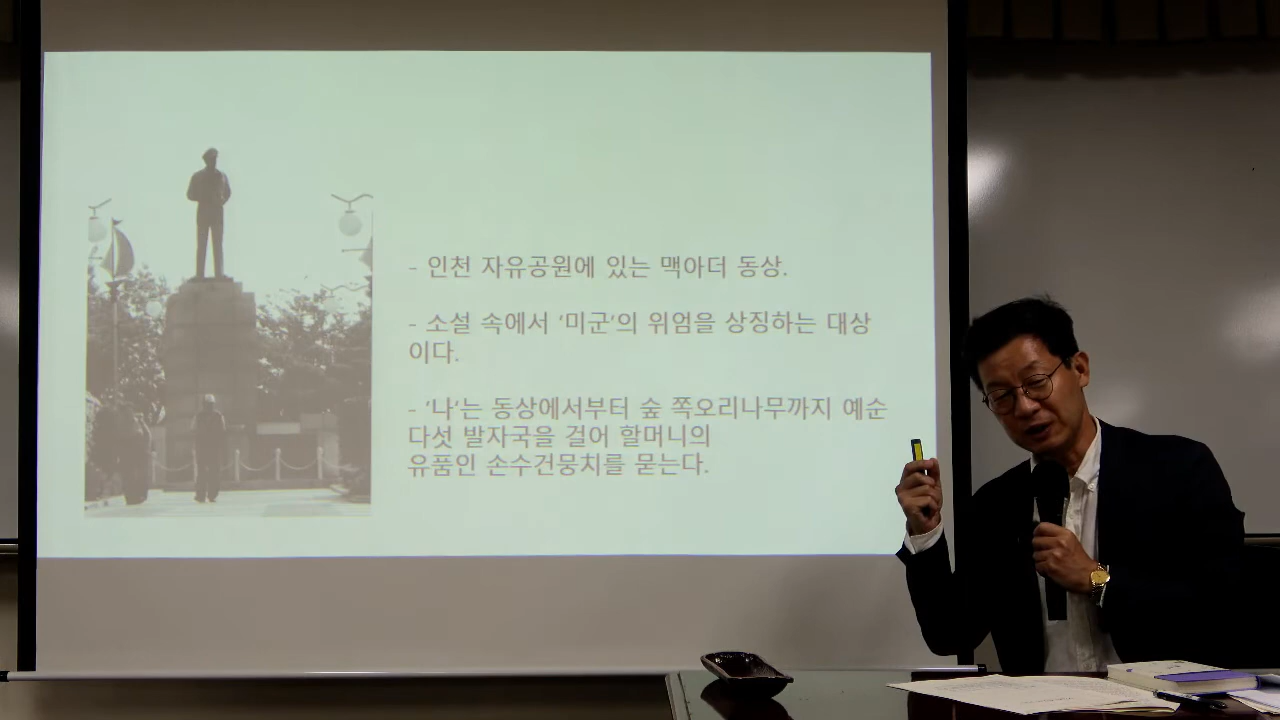 - 인천 자유공원에 있는 맥아더 동상.
- 소설 속에서 '미군'의 위엄을 상징하는 대상
이다.
- '나'는 동상에서부터 숲 쪽오리나무까지 예순
다섯 발자국을 걸어 할머니의
유품인 손수건뭉치를 묻는다.